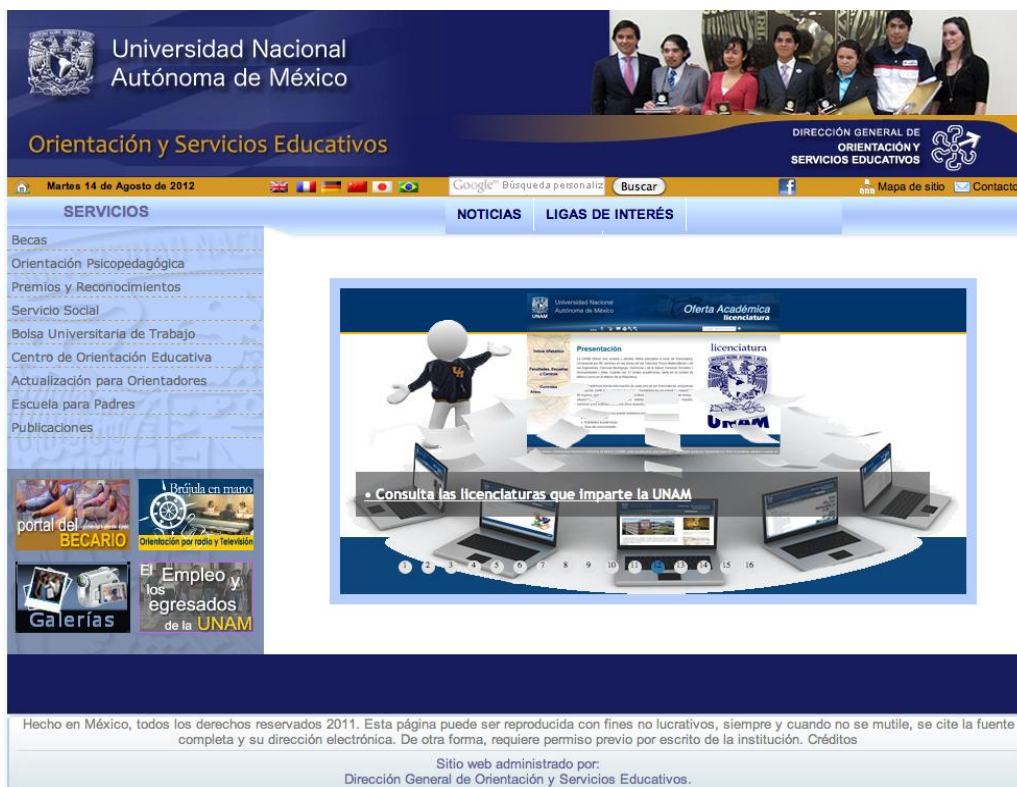 Universidad Nacional
Autónoma de México
Orientación y Servicios Educativos
DIRECCIÓN GENERAL DE
ORIENTACIÓN Y
SERVICIOS EDUCATIVOS
Martes 14 de Agosto de 2012
Google™ Búsqueda personaliz
Buscar
Mapa de sitio
Contacto
SERVICIOS
NOTICIAS
LIGAS DE INTERÉS
Becas
Orientación Psicopedagógica
Premios y Reconocimientos
Servicio Social
Bolsa Universitaria de Trabajo
Centro de Orientación Educativa
Actualización para Orientadores
Escuela para Padres
Publicaciones
portal del
BECARIO
Brújula en mano
Orientación por radio y Televisión
Galerías
El Empleo y
los
egresados
de la UNAM
UNAM
Universidad Nacional
Autónoma de México
Oferta Académica
licenciatura
Presentación
licenciatura
UNAM
• Consulta las licenciaturas que imparte la UNAM
1 2 3 4 5 6 7 8 9 10 11 12 13 14 15 16
Hecho en México, todos los derechos reservados 2011. Esta página puede ser reproducida con fines no lucrativos, siempre y cuando no se mutile, se cite la fuente
completa y su dirección electrónica. De otra forma, requiere permiso previo por escrito de la institución. Créditos
Sitio web administrado por:
Dirección General de Orientación y Servicios Educativos.